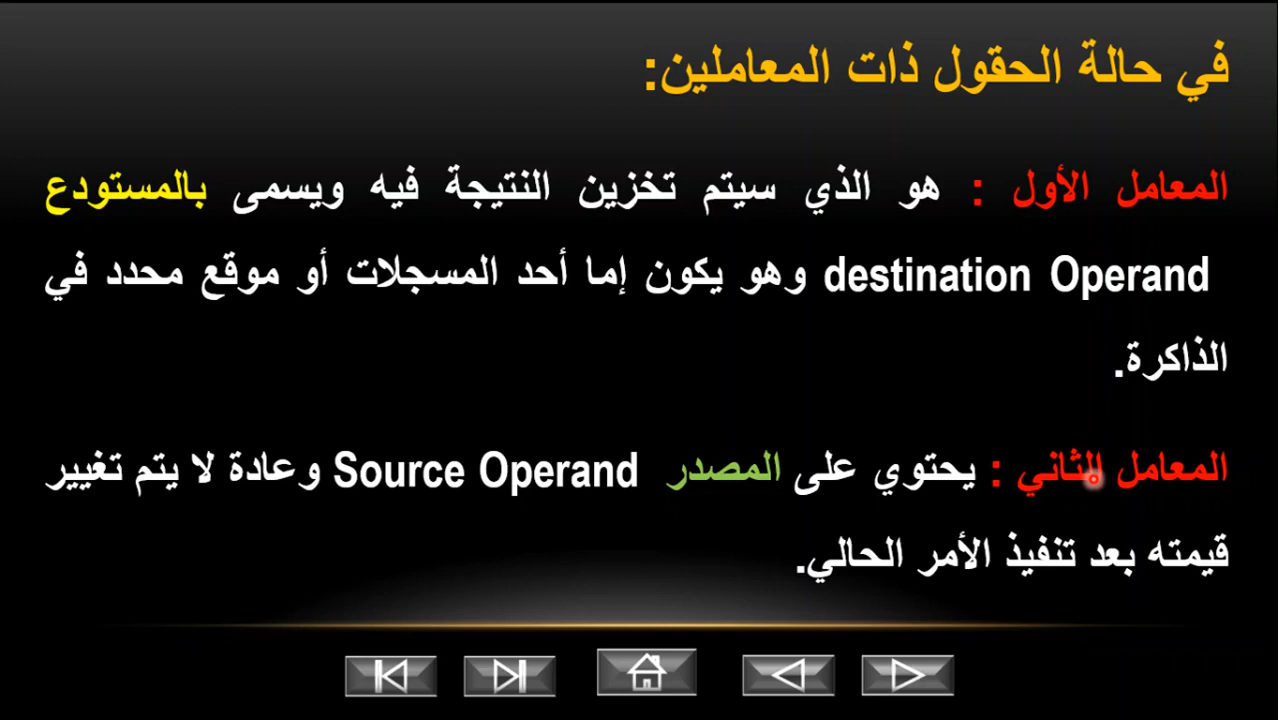 في حالة الحقول ذات المعاملين:
المعامل الأول : هو الذي سيتم تخزين النتيجة فيه ويسمى بالمستودع
destination Operand وهو يكون إما أحد المسجلات أو موقع محدد في
الذاكرة.
المعامل الثاني : يحتوي على المصدر Source Operand وعادة لا يتم تغيير
قيمته بعد تنفيذ الأمر الحالي.